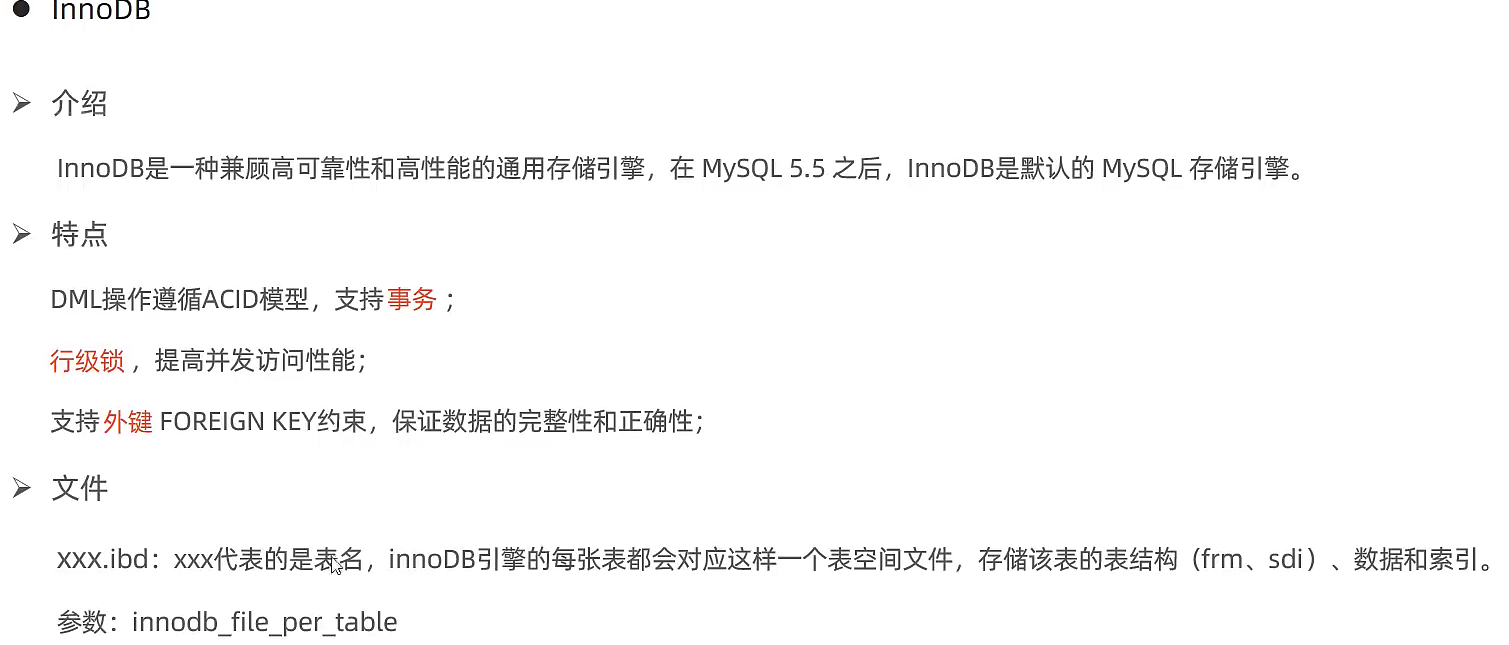 InnoDB
介绍
InnoDB是一种兼顾高可靠性和高性能的通用存储引擎，在 MySQL 5.5 之后，InnoDB是默认的 MySQL 存储引擎。
特点
DML操作遵循ACID模型，支持事务；
行级锁，提高并发访问性能；
支持外键 FOREIGN KEY约束，保证数据的完整性和正确性；
文件
xxx.ibd：xxx代表的是表名，innoDB引擎的每张表都会对应这样一个表空间文件，存储该表的表结构（frm、sdi）、数据和索引。
参数：innodb_file_per_table